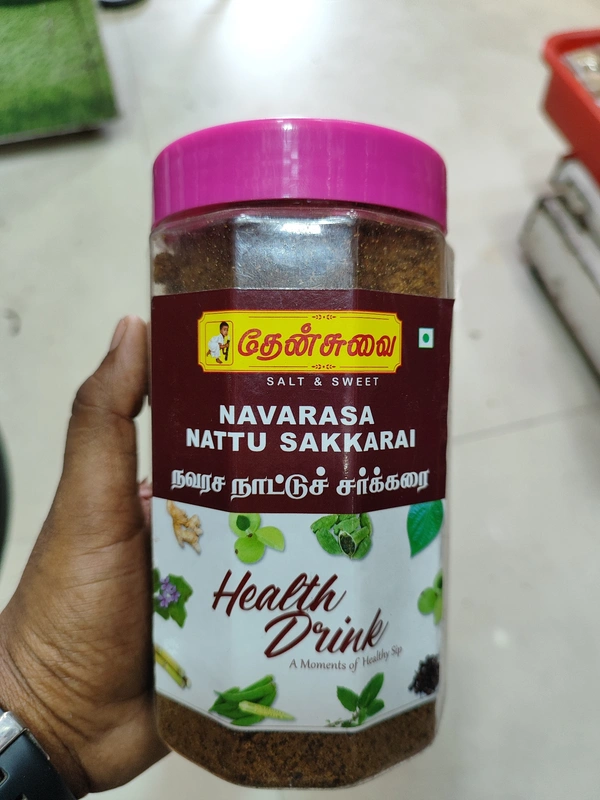 தேன்சுவை
SALT & SWEET
NAVARASA
NATTU SAKKARAI
நவரச நாட்டுச் சர்க்கரை
Health
Drink
A Moments of Healthy Sip